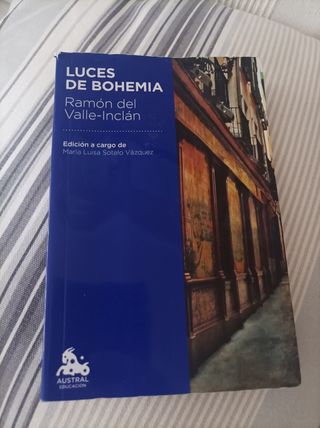 LUCES
DE BOHEMIA
Ramón del
Valle-Inclán
Edición a cargo de
María Luisa Sotelo Vázquez
AUSTRAL
EDUCACIÓN